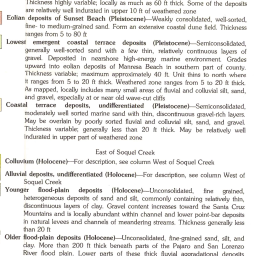 Thickness highly variable; locally as much as 60 ft thick. Some of the deposits
are relatively well Indurated in upper 10 ft of weathered zone
Eolian deposits of Sunset Beach (Pleistocene)—Weakly consolidated, well-sorted,
fine- to medium-grained sand. Form an extensive coastal dune field. Thickness
ranges from 5 to 80 ft
Lowest emergent coastal terrace deposits (Pleistocene)—Semiconsolidated,
generally well-sorted sand with a few thin, relatively continuous layers of
gravel. Deposited in nearshore high-energy marine environment. Grades
upward into eolian deposits of Manresa Beach in southern part of county.
Thickness variable; maximum approximately 40 ft. Unit thins to north where
it ranges from 5 to 20 ft thick. Weathered zone ranges from 5 to 20 ft thick.
As mapped, locally includes many small areas of fluvial and colluvial silt, sand,
and gravel, especially at or near old wave-cut cliffs
Coastal terrace deposits, undifferentiated (Pleistocene)—Semiconsolidated,
moderately well sorted marine sand with thin, discontinuous gravel-rich layers.
May be overlain by poorly sorted fluvial and colluvial silt, sand, and gravel.
Thickness variable; generally less than 20 ft thick. May be relatively well
indurated in upper part of weathered zone
East of Soquel Creek
Colluvium (Holocene)—For description, see column West of Soquel Creek
Alluvial deposits, undifferentiated (Holocene)—For description, see column West of
Soquel Creek
Younger flood-plain deposits (Holocene)—Unconsolidated, fine grained,
heterogeneous deposits of sand and silt, commonly containing relatively thin,
discontinuous layers of clay. Gravel content increases toward the Santa Cruz
Mountains and is locally abundant within channel and lower point-bar deposits
in natural levees and channels of meandering streams. Thickness generally less
than 20 ft
Older flood-plain deposits (Holocene)—Unconsolidated, fine-grained sand, silt, and
clay. More than 200 ft thick beneath parts of the Pajaro and San Lorenzo
River flood plain. Lower parts of these thick fluvial aggradational deposits